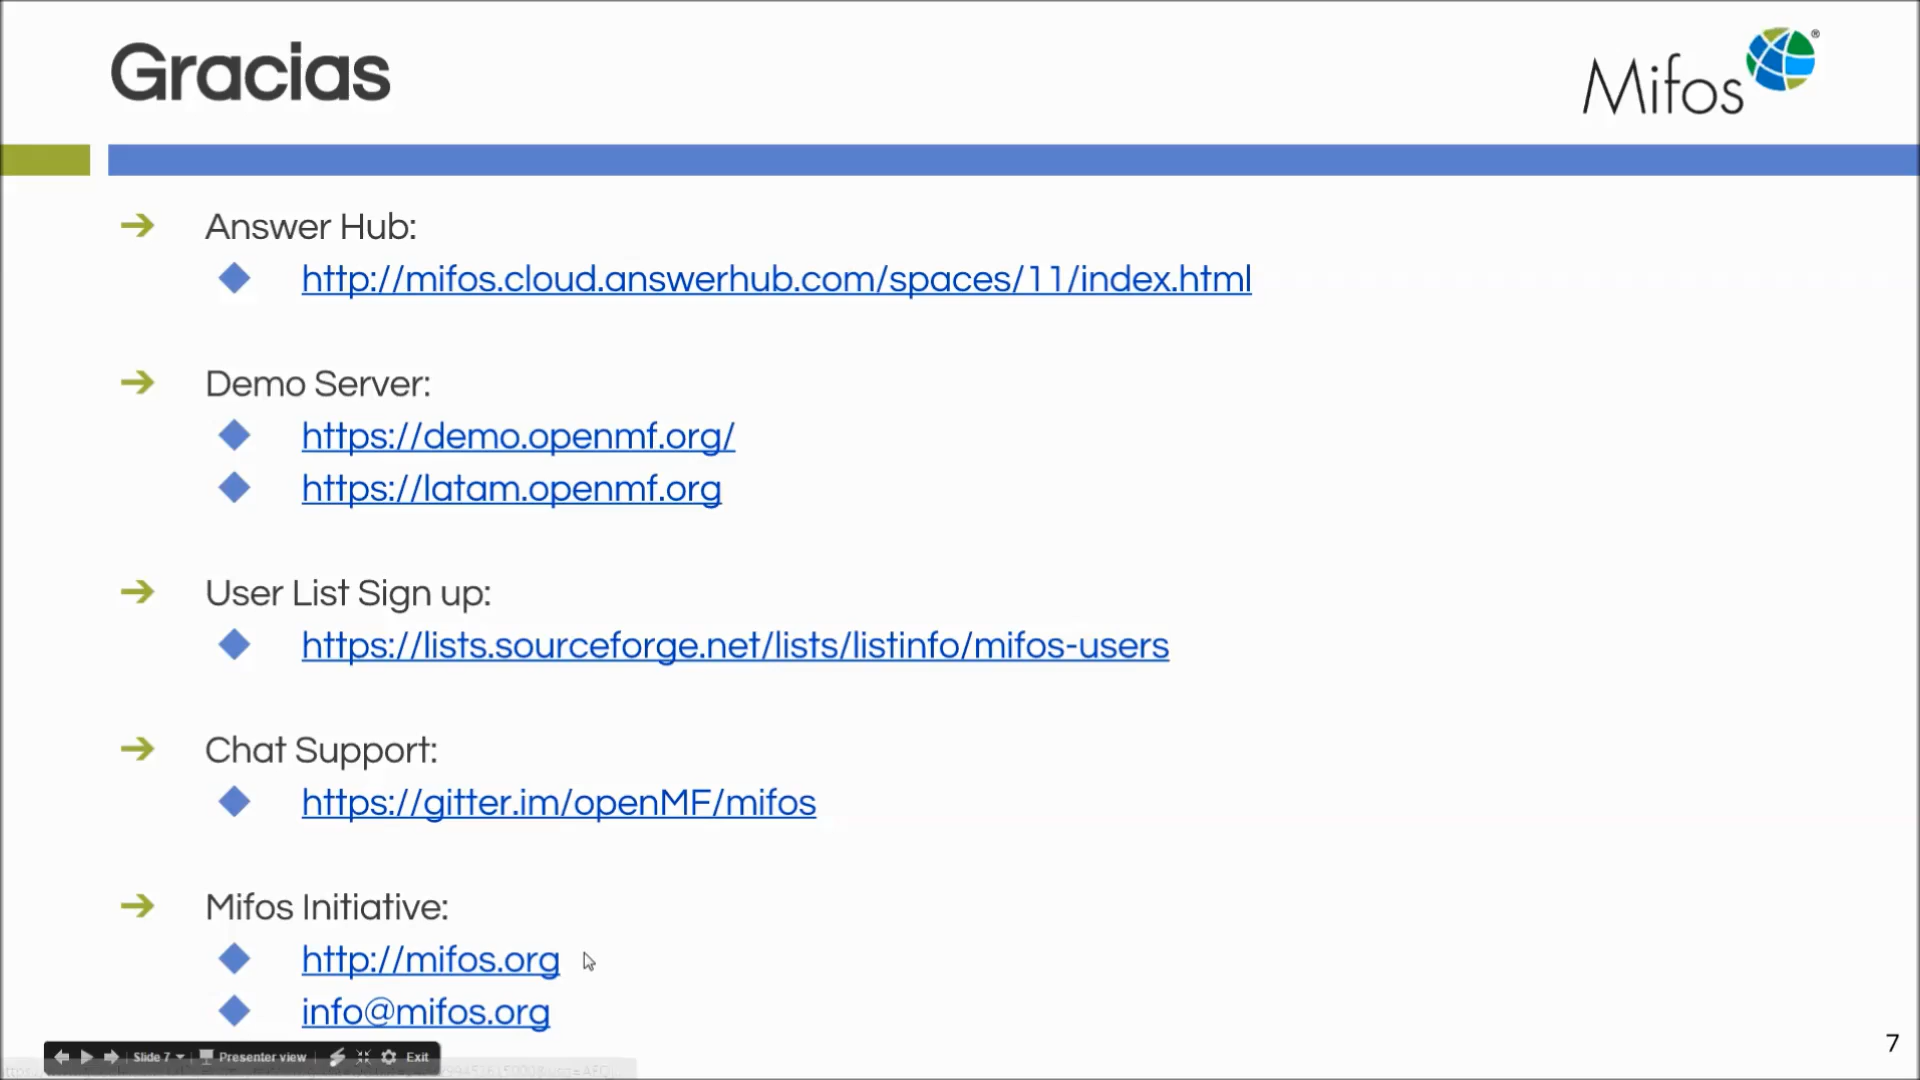 Gracias
Mifos®
Answer Hub:
http://mifos.cloud.answerhub.com/spaces/11/index.html
Demo Server:
https://demo.openmf.org/
https://latam.openmf.org
User List Sign up:
https://lists.sourceforge.net/lists/listinfo/mifos-users
Chat Support:
https://gitter.im/openMF/mifos
Mifos Initiative:
http://mifos.org
info@mifos.org
Slide 7 Presenter view Exit
7